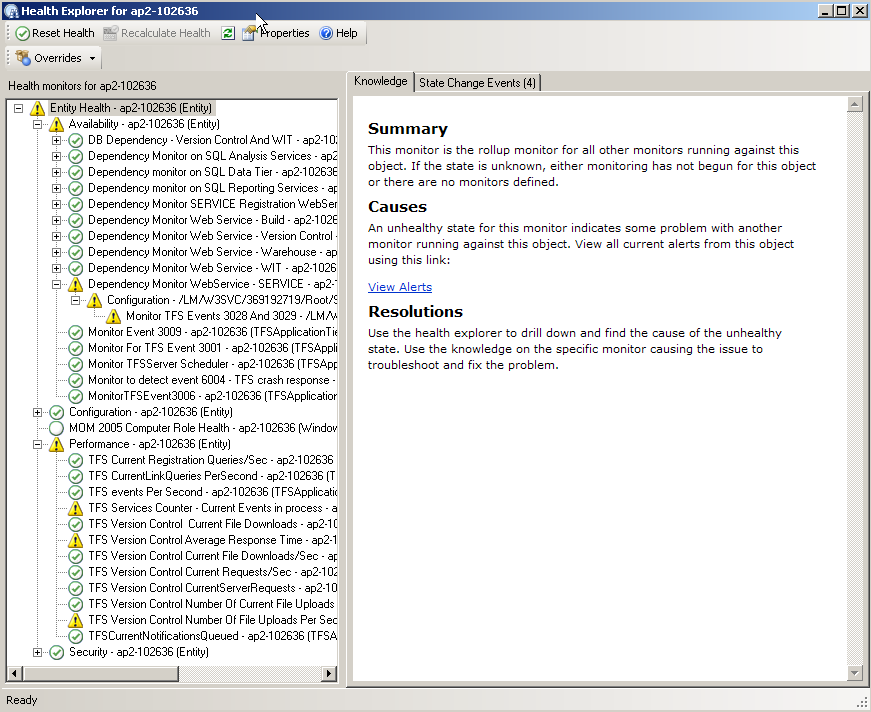 Health Explorer for ap2-102636
Reset Health Recalculate Health Properties Help
Overrides
Health monitors for ap2-102636
Entity Health - ap2-102636 (Entity)
Availability - ap2-102636 (Entity)
DB Dependency - Version Control And WIT - ap2-10
Dependency Monitor on SQL Analysis Services - ap2
Dependency monitor on SQL Data Tier - ap2-102636
Dependency monitor on SQL Reporting Services - ap
Dependency Monitor SERVICE Registration WebSer
Dependency Monitor Web Service - Build - ap2-1026
Dependency Monitor Web Service - Version Control -
Dependency Monitor Web Service - Warehouse - ap
Dependency Monitor Web Service - WIT - ap2-1026
Dependency Monitor WebService - SERVICE - ap2-
Configuration - /LM/W3SVC/369192719/Root/S
Monitor TFS Events 3028 And 3029 - /LM/
Monitor Event 3009 - ap2-102636 (TFSApplicationTie
Monitor For TFS Event 3001 - ap2-102636 (TFSAppli
Monitor TFSServer Scheduler - ap2-102636 (TFSAppl
Monitor to detect event 6004 - TFS crash response -
MonitorTFSEvent3006 - ap2-102636 (TFSApplication
Configuration - ap2-102636 (Entity)
MOM 2005 Computer Role Health - ap2-102636 (Window
Performance - ap2-102636 (Entity)
TFS Current Registration Queries/Sec - ap2-102636
TFS CurrentLinkQueries PerSecond - ap2-102636 (T
TFS events Per Second - ap2-102636 (TFSApplicatio
TFS Services Counter - Current Events in process - a
TFS Version Control  Current File Downloads - ap2-10
TFS Version Control Average Response Time - ap2-1
TFS Version Control Current File Downloads/Sec - ap
TFS Version Control Current Requests/Sec - ap2-102
TFS Version Control CurrentServerRequests - ap2-10
TFS Version Control Number Of Current File Uploads
TFS Version Control Number Of File Uploads Per Sec
TFSCurrentNotificationsQueued - ap2-102636 (TFSA
Security - ap2-102636 (Entity)
Knowledge State Change Events (4)
Summary
This monitor is the rollup monitor for all other monitors running against this
object. If the state is unknown, either monitoring has not begun for this object
or there are no monitors defined.
Causes
An unhealthy state for this monitor indicates some problem with another
monitor running against this object. View all current alerts from this object
using this link:
View Alerts
Resolutions
Use the health explorer to drill down and find the cause of the unhealthy
state. Use the knowledge on the specific monitor causing the issue to
troubleshoot and fix the problem.
Ready